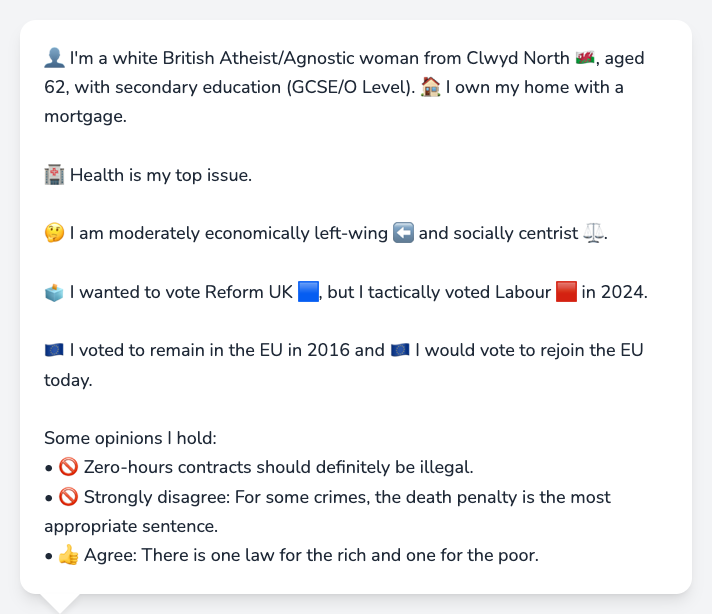 👤 I'm a white British Atheist/Agnostic woman from Clwyd North 🏴󠁧󠁢󠁷󠁬󠁳󠁿, aged
62, with secondary education (GCSE/O Level). 🏠 I own my home with a
mortgage.
🏥 Health is my top issue.
🤔 I am moderately economically left-wing ⬅️ and socially centrist ⚖️.
🗳️ I wanted to vote Reform UK 🟦, but I tactically voted Labour 🟥 in 2024.
🇪🇺 I voted to remain in the EU in 2016 and 🇪🇺 I would vote to rejoin the EU
today.
Some opinions I hold:
• 🚫 Zero-hours contracts should definitely be illegal.
• 🚫 Strongly disagree: For some crimes, the death penalty is the most
appropriate sentence.
• 👍 Agree: There is one law for the rich and one for the poor.